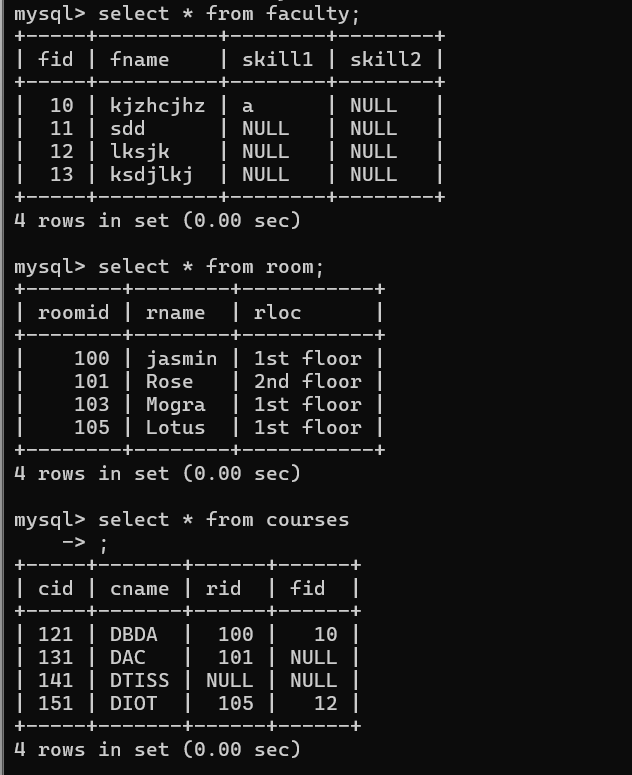 mysql> select * from faculty;
+-----+----------+--------+--------+
| fid | fname    | skill1 | skill2 |
+-----+----------+--------+--------+
|  10 | kjzhcjhz | a      | NULL   |
|  11 | sdd      | NULL   | NULL   |
|  12 | lksjk    | NULL   | NULL   |
|  13 | ksdjlkj  | NULL   | NULL   |
+-----+----------+--------+--------+
4 rows in set (0.00 sec)

mysql> select * from room;
+--------+--------+-----------+
| roomid | rname  | rloc      |
+--------+--------+-----------+
|    100 | jasmin | 1st floor |
|    101 | Rose   | 2nd floor |
|    103 | Mogra  | 1st floor |
|    105 | Lotus  | 1st floor |
+--------+--------+-----------+
4 rows in set (0.00 sec)

mysql> select * from courses
    -> ;
+-----+-------+------+------+
| cid | cname | rid  | fid  |
+-----+-------+------+------+
| 121 | DBDA  |  100 |   10 |
| 131 | DAC   |  101 | NULL |
| 141 | DTISS | NULL | NULL |
| 151 | DIOT  |  105 |   12 |
+-----+-------+------+------+
4 rows in set (0.00 sec)